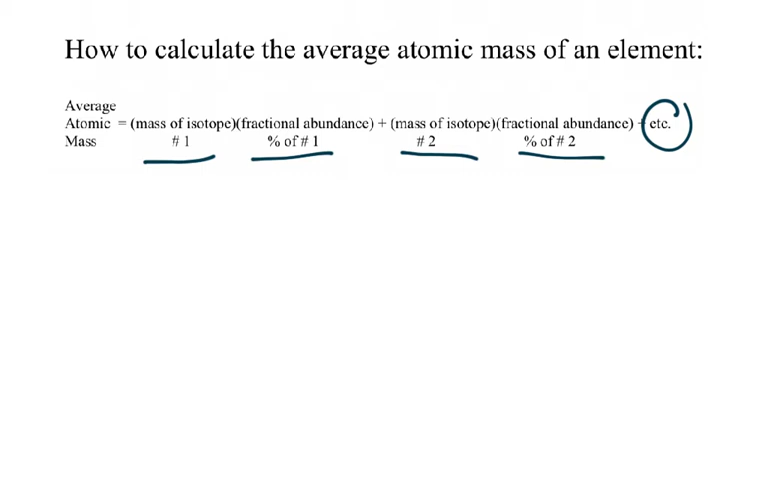 How to calculate the average atomic mass of an element:
Average
Atomic = (mass of isotope)(fractional abundance) + (mass of isotope)(fractional abundance) + etc.
Mass # 1 % of # 1 # 2 % of # 2